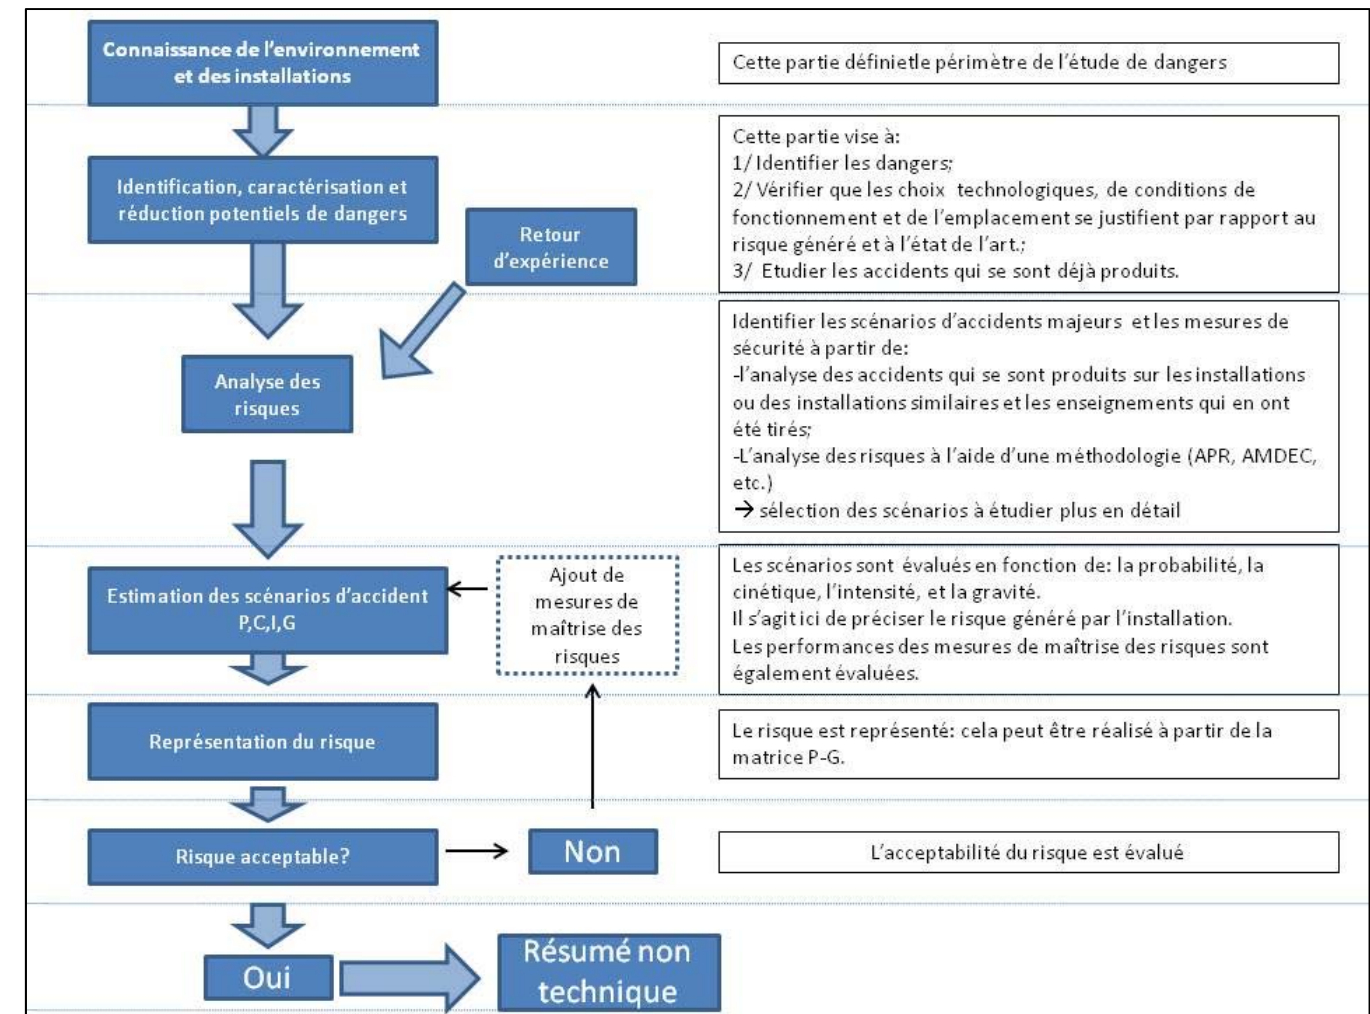 Connaissance de l'environnement
et des installations
Cette partie définietle périmètre de l'étude de dangers
Identification, caractérisation et
réduction potentiels de dangers
Retour
d'expérience
Cette partie vise à:
1/ Identifier les dangers;
2/ Vérifier que les choix technologiques, de conditions de
fonctionnement et de l'emplacement se justifient par rapport au
risque généré et à l'état de l'art.;
3/ Etudier les accidents qui se sont déjà produits.
Analyse des
risques
Identifier les scénarios d'accidents majeurs et les mesures de
sécurité à partir de:
-l'analyse des accidents qui se sont produits sur les installations
ou des installations similaires et les enseignements qui en ont
été tirés;
-L'analyse des risques à l'aide d'une méthodologie (APR, AMDEC,
etc.)
→ sélection des scénarios à étudier plus en détail
Estimation des scénarios d'accident
P,C,I,G
Ajout de
mesures de
maîtrise des
risques
Les scénarios sont évalués en fonction de: la probabilité, la
cinétique, l'intensité, et la gravité.
Il s'agit ici de préciser le risque généré par l'installation.
Les performances des mesures de maîtrise des risques sont
également évaluées.
Représentation du risque
Le risque est représenté: cela peut être réalisé à partir de la
matrice P-G.
Risque acceptable?
Non
L'acceptabilité du risque est évalué
Oui
Résumé non
technique